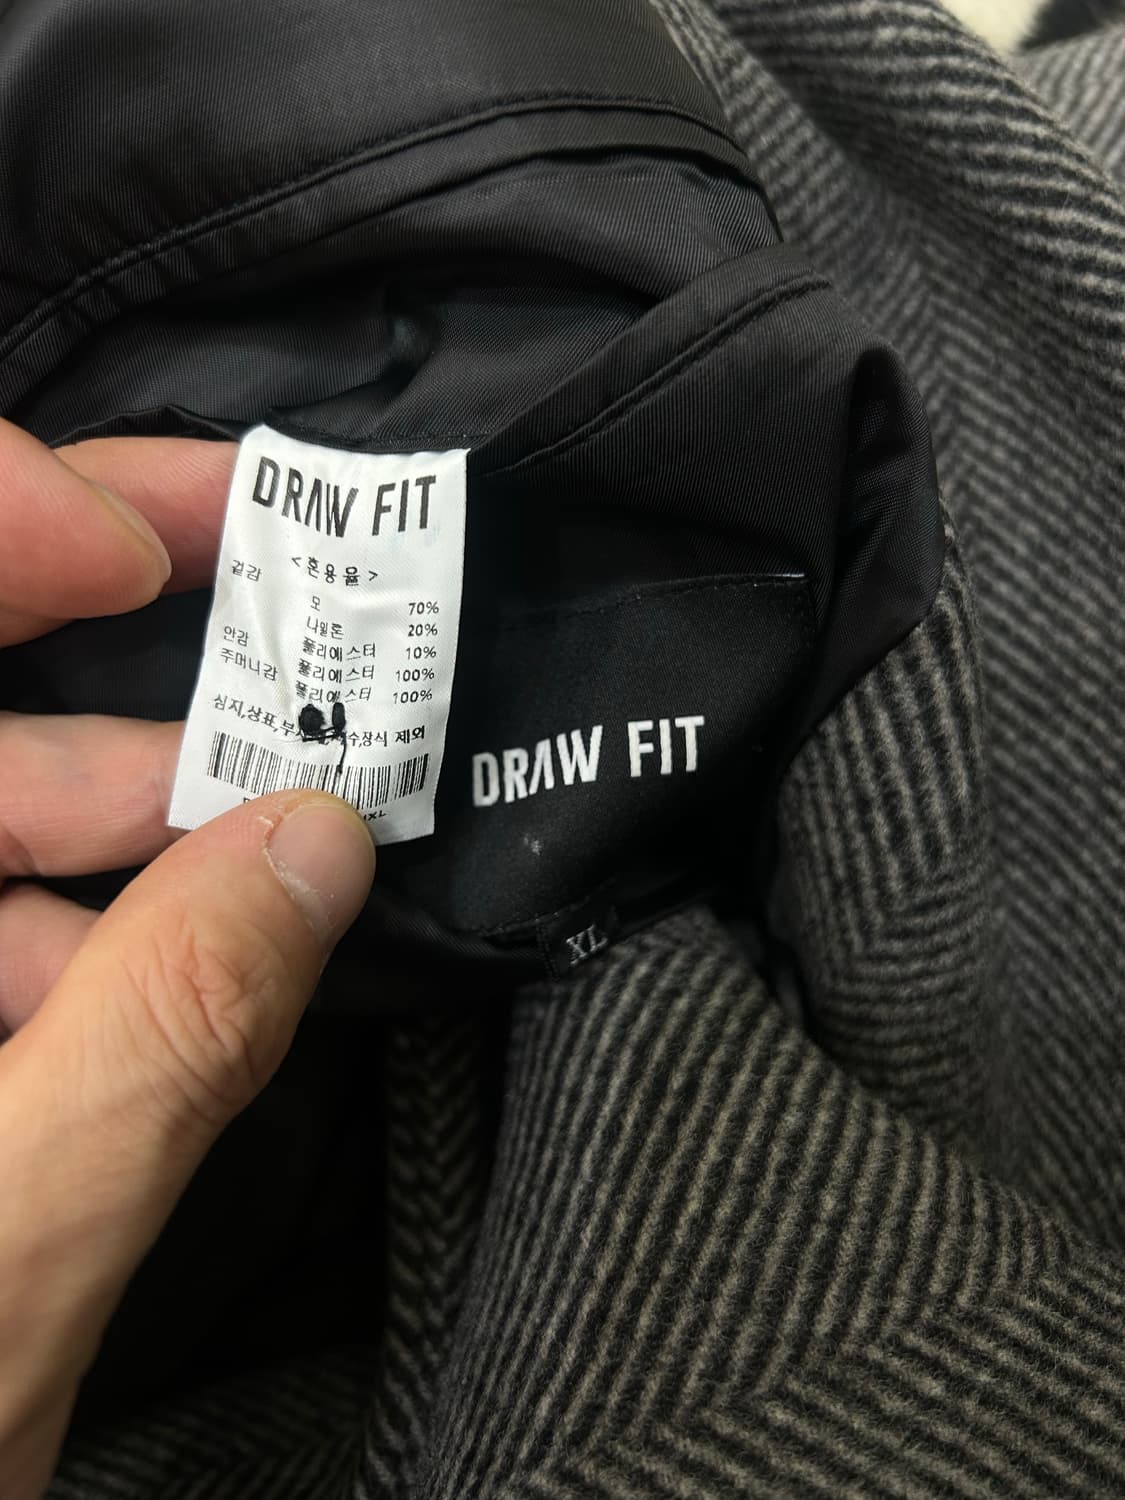 DRAW FIT
<혼용율>
겉감
모 70%
나일론 20%
폴리에스터 10%
안감 폴리에스터 100%
주머니감 폴리에스터 100%
심지,상표, 제외
XL
DRAW FIT
XL